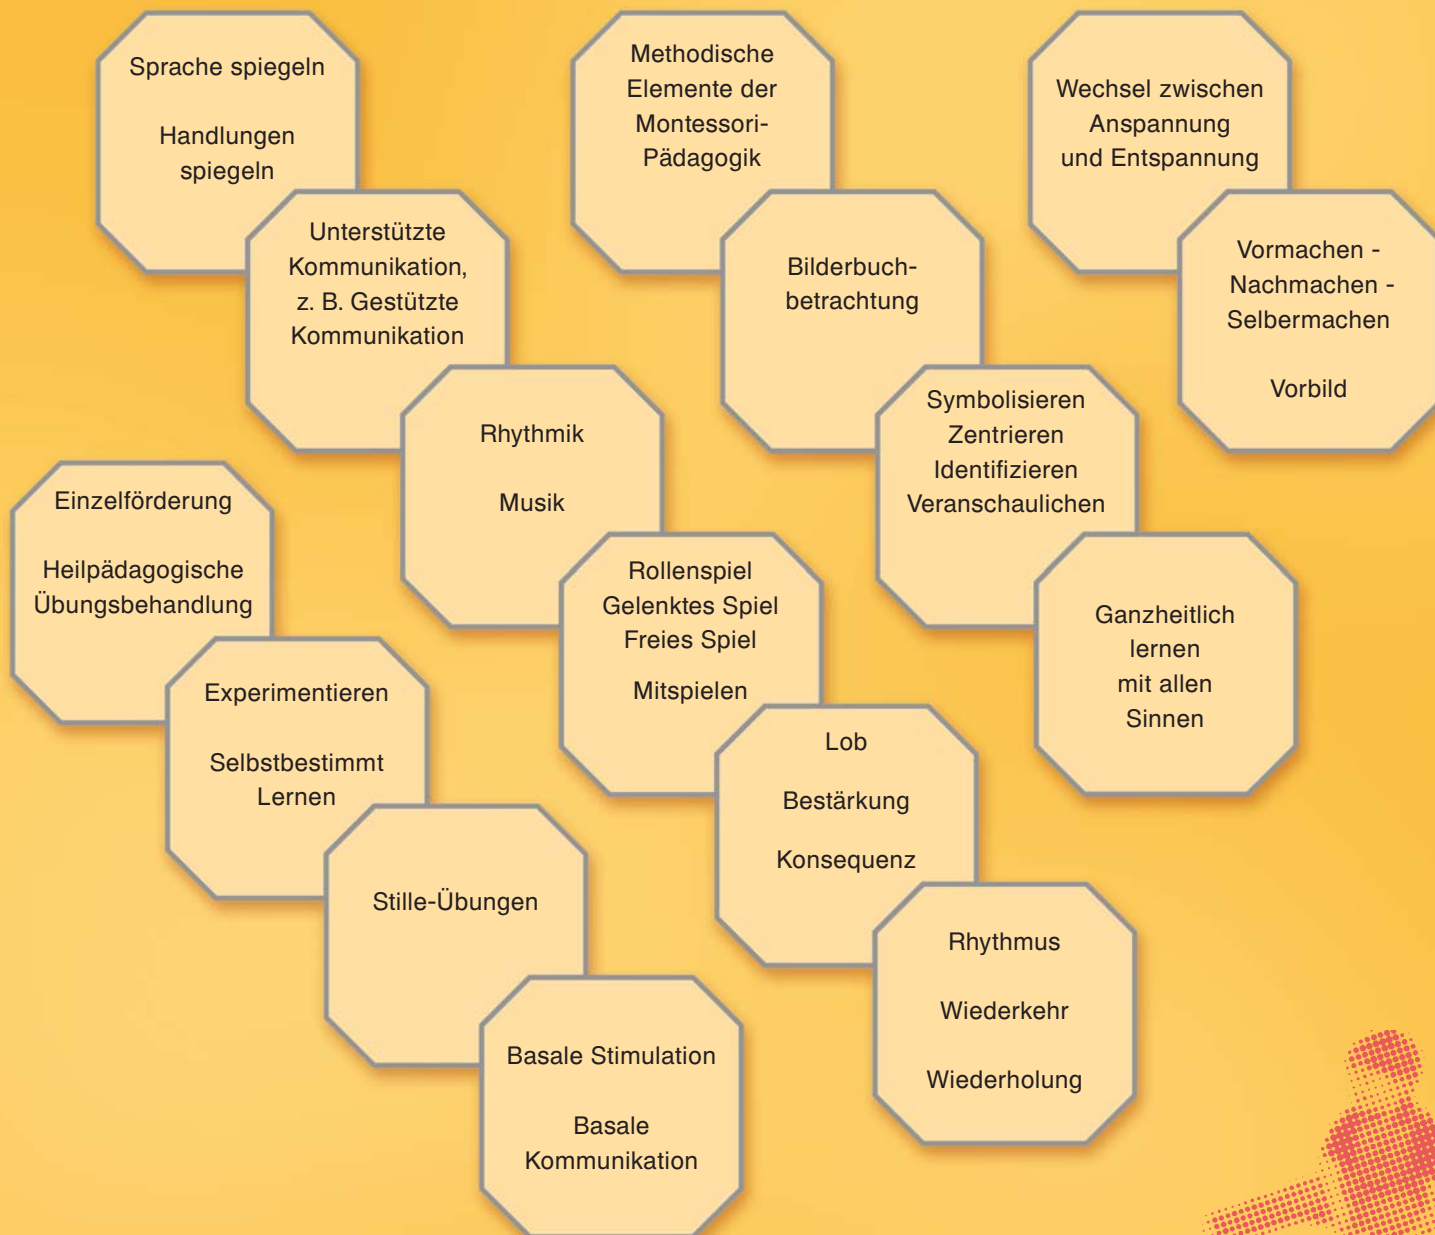 Sprache spiegeln
Handlungen
spiegeln
Unterstützte
Kommunikation,
z. B. Gestützte
Kommunikation
Rhythmik
Musik
Rollenspiel
Gelenktes Spiel
Freies Spiel
Mitspielen
Lob
Bestärkung
Konsequenz
Rhythmus
Wiederkehr
Wiederholung
Methodische
Elemente der
Montessori-
Pädagogik
Bilderbuch-
betrachtung
Symbolisieren
Zentrieren
Identifizieren
Veranschaulichen
Ganzheitlich
lernen
mit allen
Sinnen
Wechsel zwischen
Anspannung
und Entspannung
Vormachen -
Nachmachen -
Selbermachen
Vorbild
Einzelförderung
Heilpädagogische
Übungsbehandlung
Experimentieren
Selbstbestimmt
Lernen
Stille-Übungen
Basale Stimulation
Basale
Kommunikation